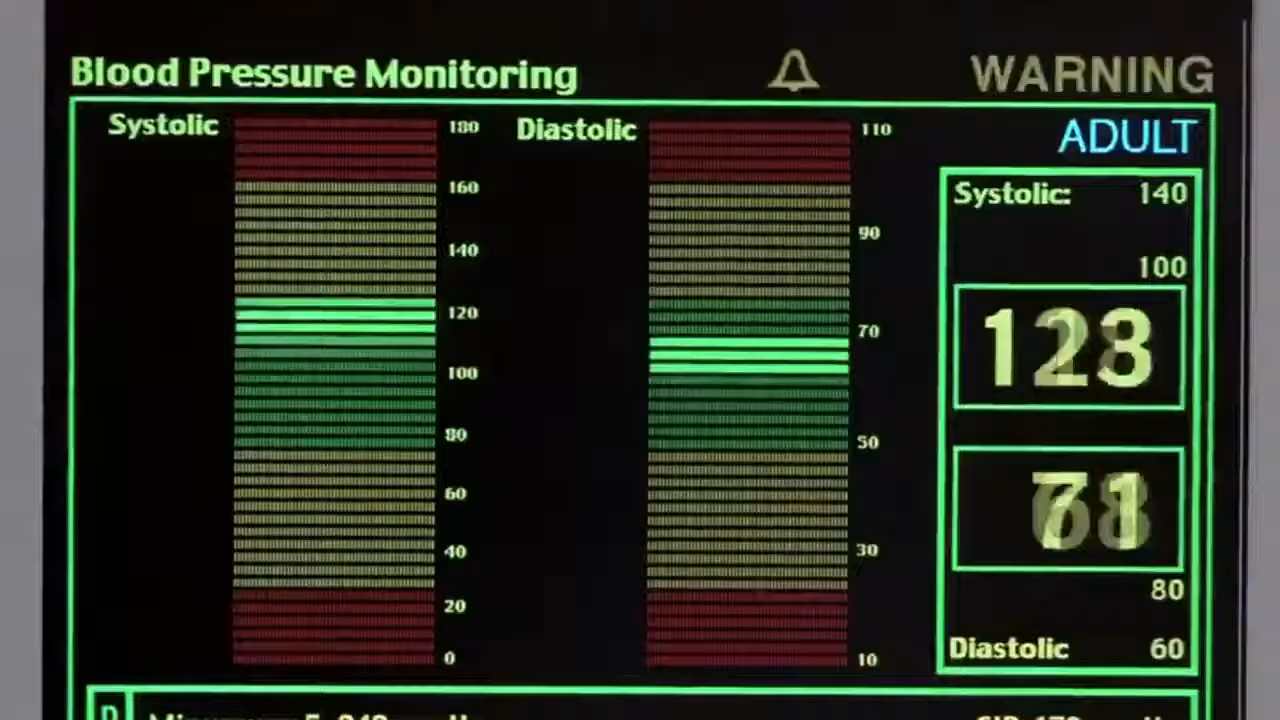 Blood Pressure Monitoring
WARNING
Systolic
180
160
140
120
100
80
60
40
20
0
Diastolic
110
90
70
50
30
10
ADULT
Systolic: 140
100
80
Diastolic 60